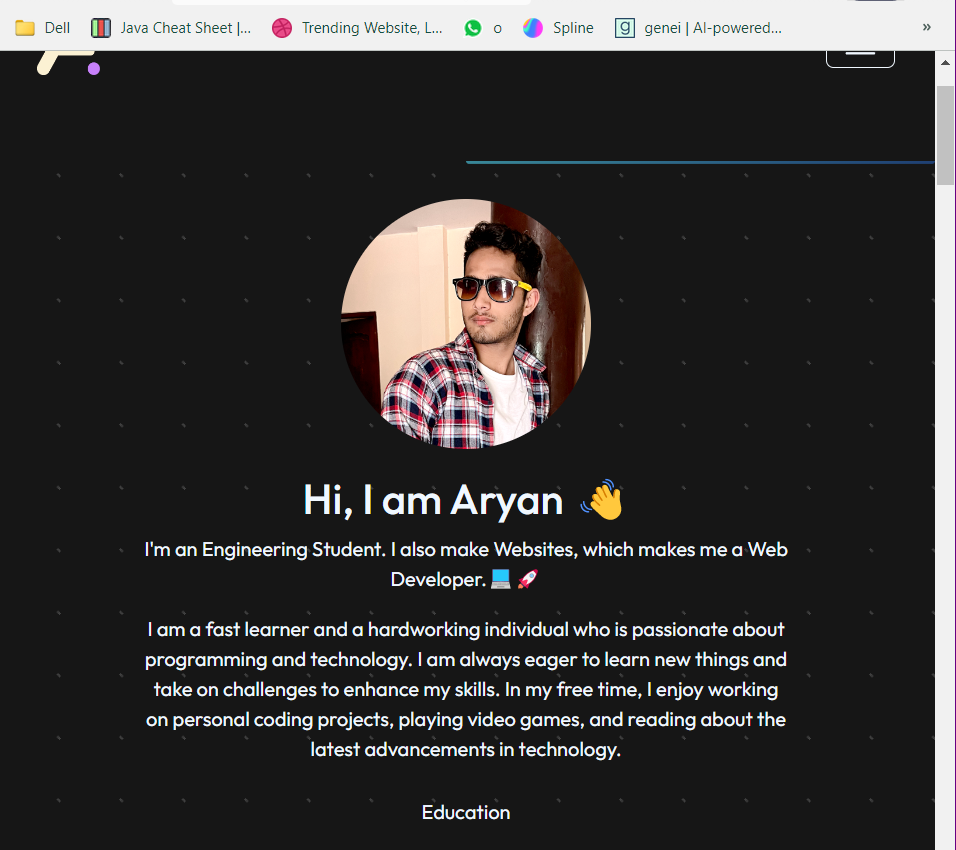 Dell Java Cheat Sheet |... Trending Website, L... o Spline genei | AI-powered... »
Hi, I am Aryan 👋
I'm an Engineering Student. I also make Websites, which makes me a Web
Developer. 💻 🚀
I am a fast learner and a hardworking individual who is passionate about
programming and technology. I am always eager to learn new things and
take on challenges to enhance my skills. In my free time, I enjoy working
on personal coding projects, playing video games, and reading about the
latest advancements in technology.
Education